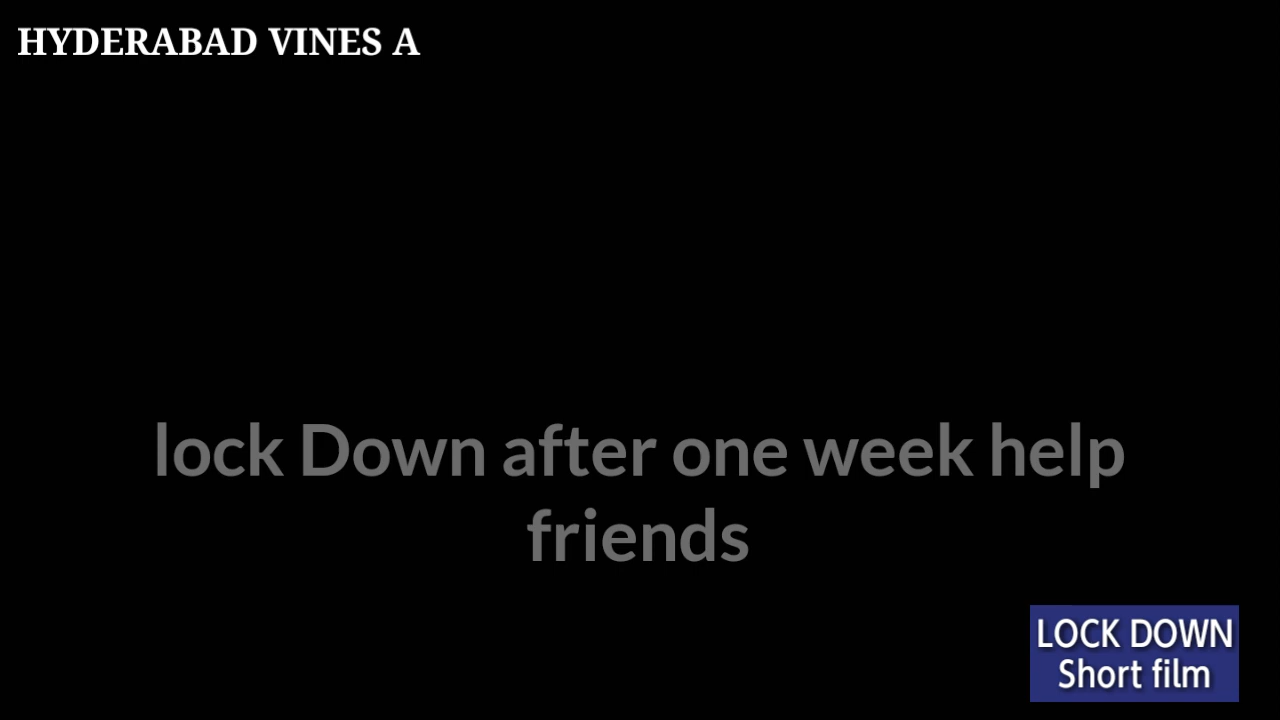 HYDERABAD VINES A
lock Down after one week help
friends
LOCK DOWN
Short film